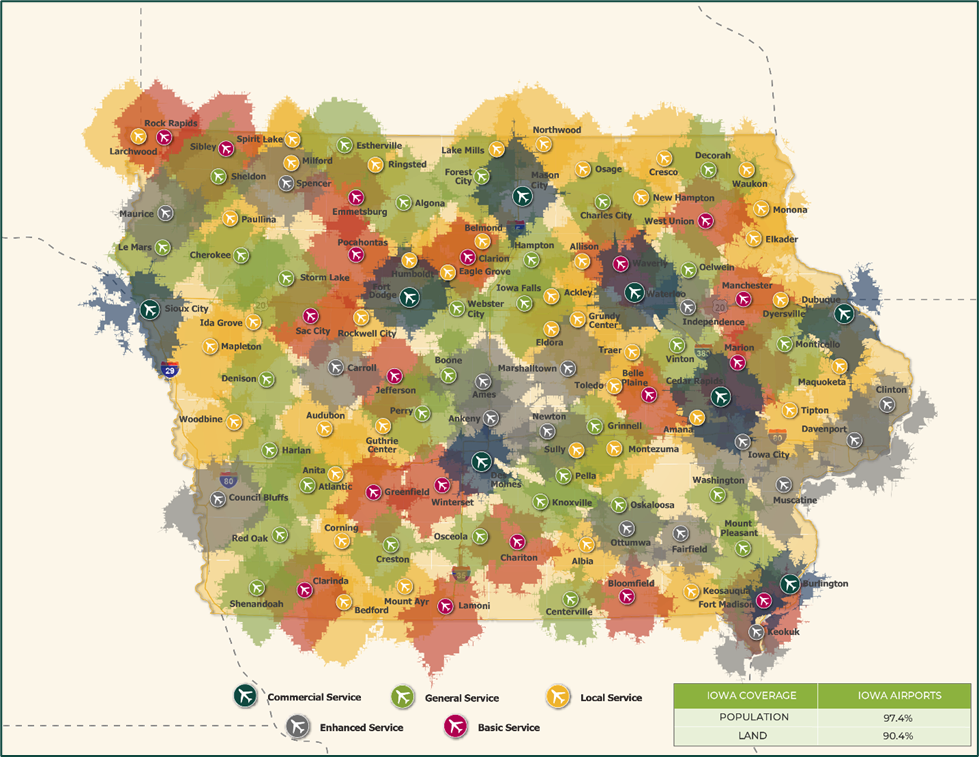 Rock Rapids
Larchwood
Sibley
Spirit Lake
Milford
Estherville
Ringsted
Lake Mills
Northwood
Forest
City
Mason
City
Osage
Cresco
Decorah
Waukon
Sheldon
Spencer
Maurice
Paullina
Emmetsburg
Algona
Charles City
New Hampton
West Union
Monona
Elkader
Le Mars
Cherokee
Pocahontas
Belmond
Clarion
Hampton
Allison
Waverly
Oelwein
Storm Lake
Humboldt
Eagle Grove
Fort
Dodge
Iowa Falls
Ackley
Waterloo
Manchester
Independence
Dyersville
Dubuque
Sioux City
20
20
Ida Grove
Sac City
Rockwell City
Webster
City
Grundy
Center
Eldora
Mapleton
Traer
Vinton
380
Marion
Monticello
29
Denison
Carroll
Jefferson
Boone
Ames
Marshalltown
Toledo
Belle
Plaine
Cedar Rapids
Maquoketa
Clinton
Woodbine
Audubon
Guthrie
Center
Perry
Ankeny
Newton
Grinnell
Amana
Tipton
Davenport
80
Iowa City
Harlan
Des
Moines
Sully
Montezuma
Anita
Atlantic
Greenfield
Winterset
Pella
Washington
Muscatine
80
Council Bluffs
Knoxville
Oskaloosa
Red Oak
Corning
Creston
Osceola
Chariton
Albia
Ottumwa
Fairfield
Mount
Pleasant
35
Shenandoah
Clarinda
Bedford
Mount Ayr
Lamoni
Centerville
Bloomfield
Keosauqua
Fort Madison
Burlington
Keokuk
Commercial Service
General Service
Local Service
Enhanced Service
Basic Service
IOWA COVERAGE IOWA AIRPORTS
POPULATION 97.4%
LAND 90.4%